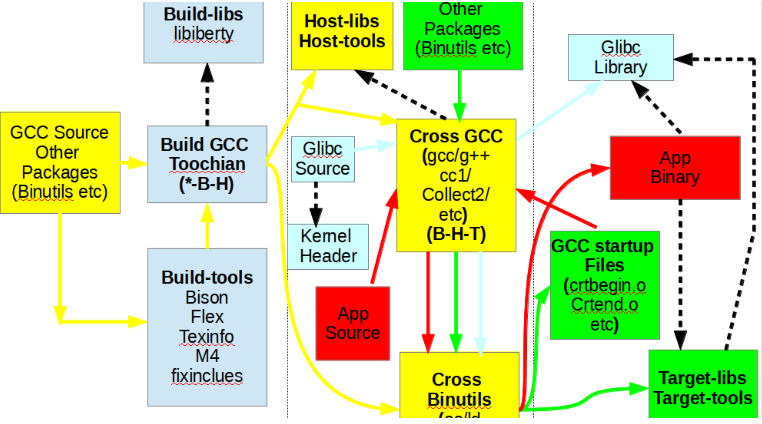 Build-libs
libiberty
Host-libs
Host-tools
Other
Packages
(Binutils etc)
Glibc
Library
GCC Source
Other
Packages
(Binutils etc)
Build GCC
Toochian
(*-B-H)
Glibc
Source
Cross GCC
(gcc/g++
cc1/
Collect2/
etc)
(B-H-T)
App
Binary
Kernel
Header
GCC startup
Files
(crtbegin.o
Crtend.o
etc)
Build-tools
Bison
Flex
Texinfo
M4
fixinclues
App
Source
Cross
Binutils
Target-libs
Target-tools